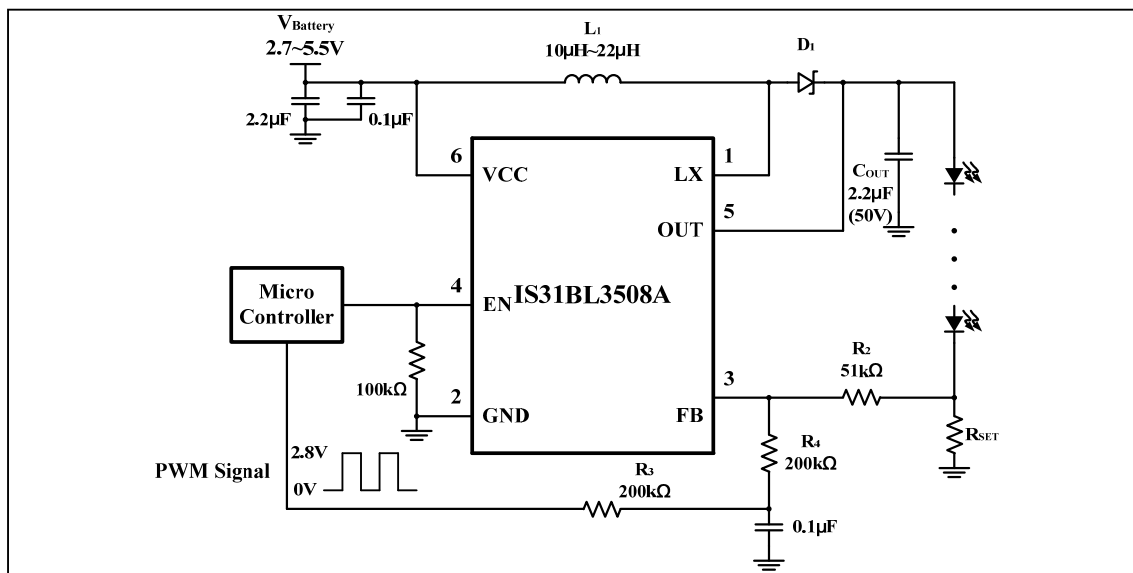 VBattery
2.7~5.5V
L1
10µH~22µH
D1
2.2µF
0.1µF
6
VCC
1
LX
COUT
2.2µF
(50V)
5
OUT
Micro
Controller
4
EN
IS31BL3508A
R2
51kΩ
3
FB
100kΩ
2
GND
RSET
R4
200kΩ
2.8V
PWM Signal
0V
R3
200kΩ
0.1µF